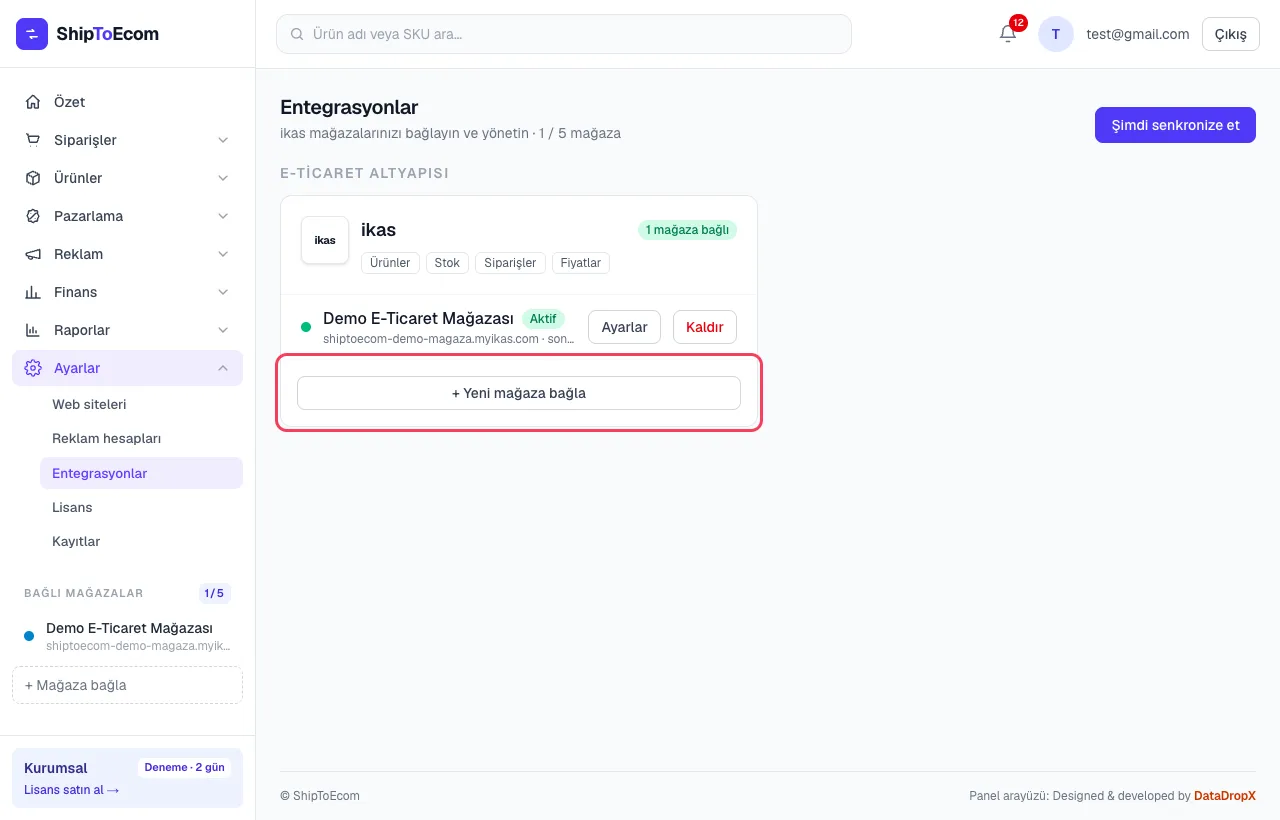 ShipToEcom
Ürün adı veya SKU ara...
12
T
test@gmail.com
Çıkış
Özet
Siparişler
Ürünler
Pazarlama
Reklam
Finans
Raporlar
Ayarlar
Web siteleri
Reklam hesapları
Entegrasyonlar
Lisans
Kayıtlar
BAĞLI MAĞAZALAR
1/5
Demo E-Ticaret Mağazası
shiptoecom-demo-magaza.myik...
+ Mağaza bağla
Kurumsal
Deneme · 2 gün
Lisans satın al →
Entegrasyonlar
ikas mağazalarınızı bağlayın ve yönetin · 1 / 5 mağaza
Şimdi senkronize et
E-TİCARET ALTYAPISI
ikas
ikas
1 mağaza bağlı
Ürünler
Stok
Siparişler
Fiyatlar
Demo E-Ticaret Mağazası
Aktif
shiptoecom-demo-magaza.myikas.com · son...
Ayarlar
Kaldır
+ Yeni mağaza bağla
© ShipToEcom
Panel arayüzü: Designed & developed by DataDropX